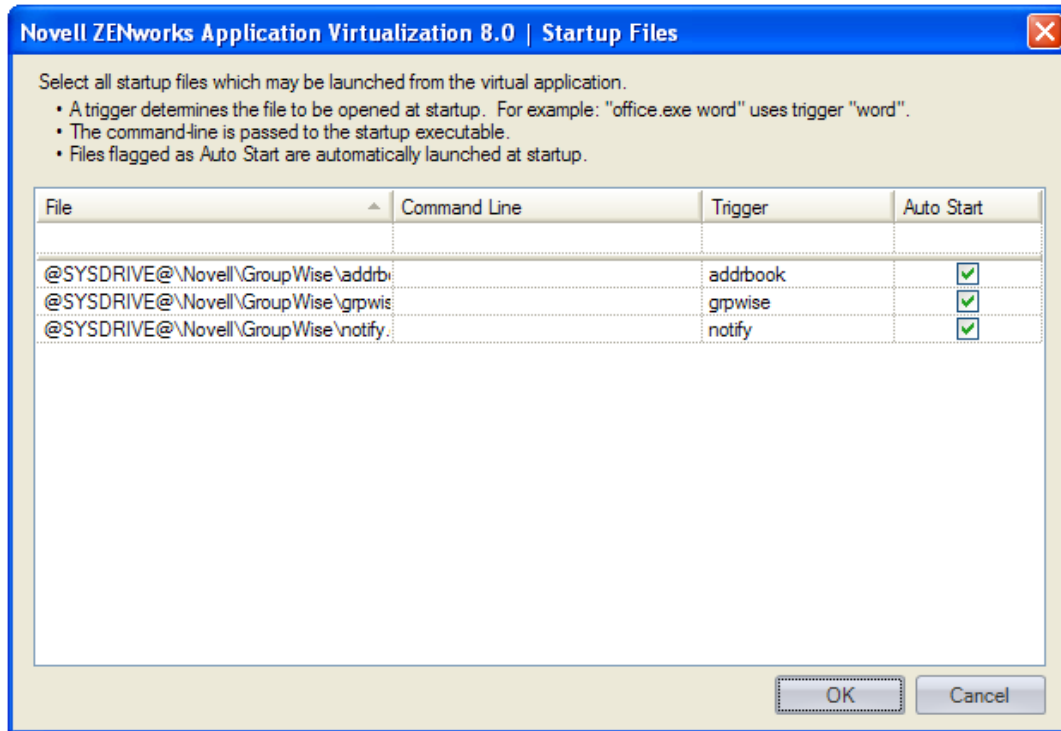 Novell ZENworks Application Virtualization 8.0 | Startup Files
Select all startup files which may be launched from the virtual application.
• A trigger determines the file to be opened at startup. For example: "office.exe word" uses trigger "word".
• The command-line is passed to the startup executable.
• Files flagged as Auto Start are automatically launched at startup.
File Command Line Trigger Auto Start
@SYSDRIVE@\Novell\GroupWise\addrb addrbook
@SYSDRIVE@\Novell\GroupWise\grpwis grpwise
@SYSDRIVE@\Novell\GroupWise\notify. notify
OK Cancel